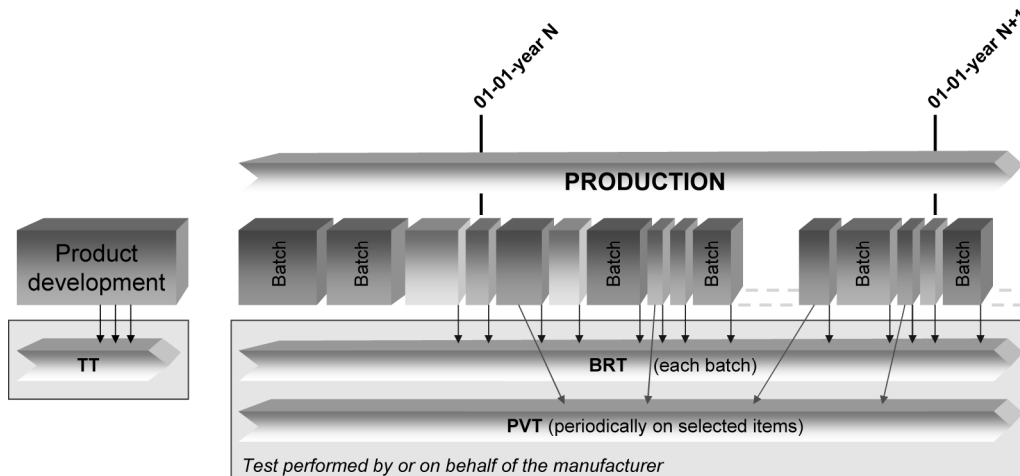 01-01-year N
01-01-year N+1
PRODUCTION
Product
development
Batch
Batch
Batch
Batch
Batch
Batch
TT
BRT (each batch)
PVT (periodically on selected items)
Test performed by or on behalf of the manufacturer